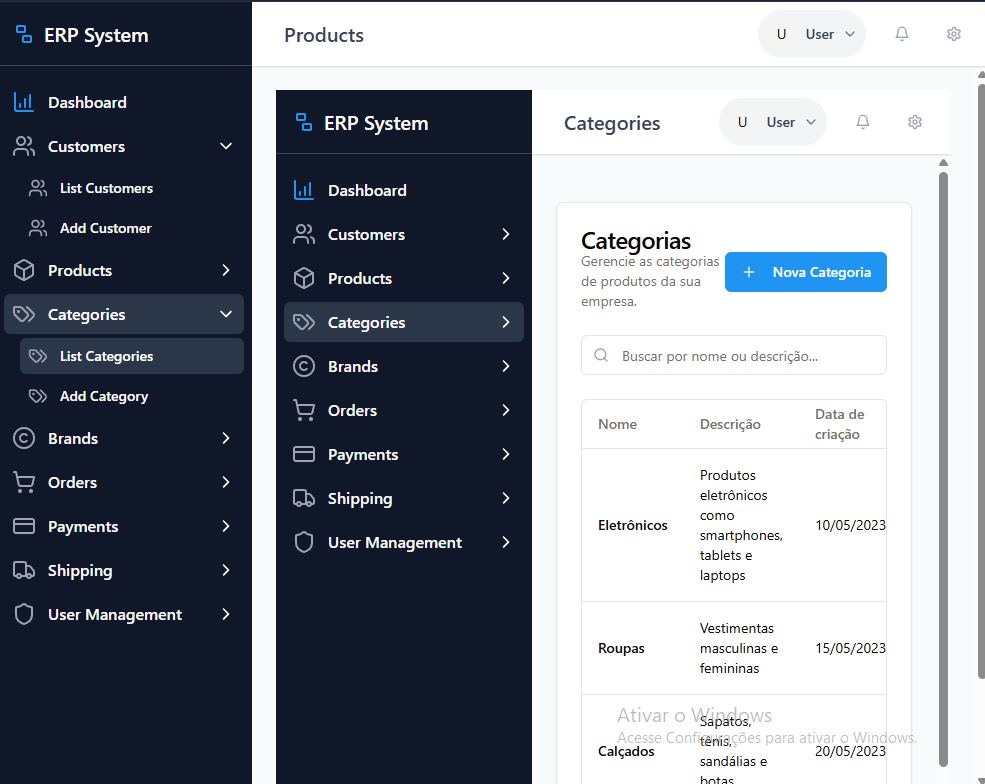 ERP System
Products
U User
Dashboard
Customers
List Customers
Add Customer
Products
Categories
List Categories
Add Category
Brands
Orders
Payments
Shipping
User Management
ERP System
Categories
U User
Dashboard
Customers
Products
Categories
Brands
Orders
Payments
Shipping
User Management
Categorias
Gerencie as categorias
de produtos da sua
empresa.
Nova Categoria
Buscar por nome ou descrição...
Nome
Descrição
Data de
criação
Eletrônicos
Produtos
eletrônicos
como
smartphones,
tablets e
laptops
10/05/2023
Roupas
Vestimentas
masculinas e
femininas
15/05/2023
Calçados
Sapatos,
tênis,
sandálias e
botas
20/05/2023
Ativar o Windows
Acesse Configurações para ativar o Windows.